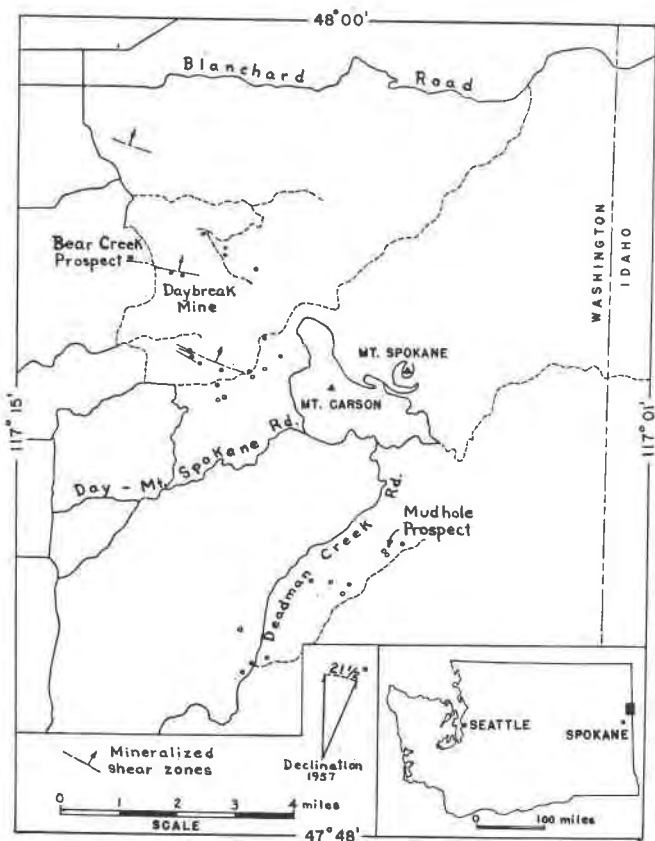 48° 00'
Blanchard Road
WASHINGTON
IDAHO
Bear Creek
Prospect
Daybreak
Mine
MT. SPOKANE
MT. CARSON
117° 15'
117° 01'
Day - Mt. Spokane Rd.
Deadman Creek Rd.
Mudhole
Prospect
21½°
Declination
1957
Mineralized
shear zones
0 1 2 3 4 miles
SCALE
SEATTLE
SPOKANE
0 100 miles
47° 48'